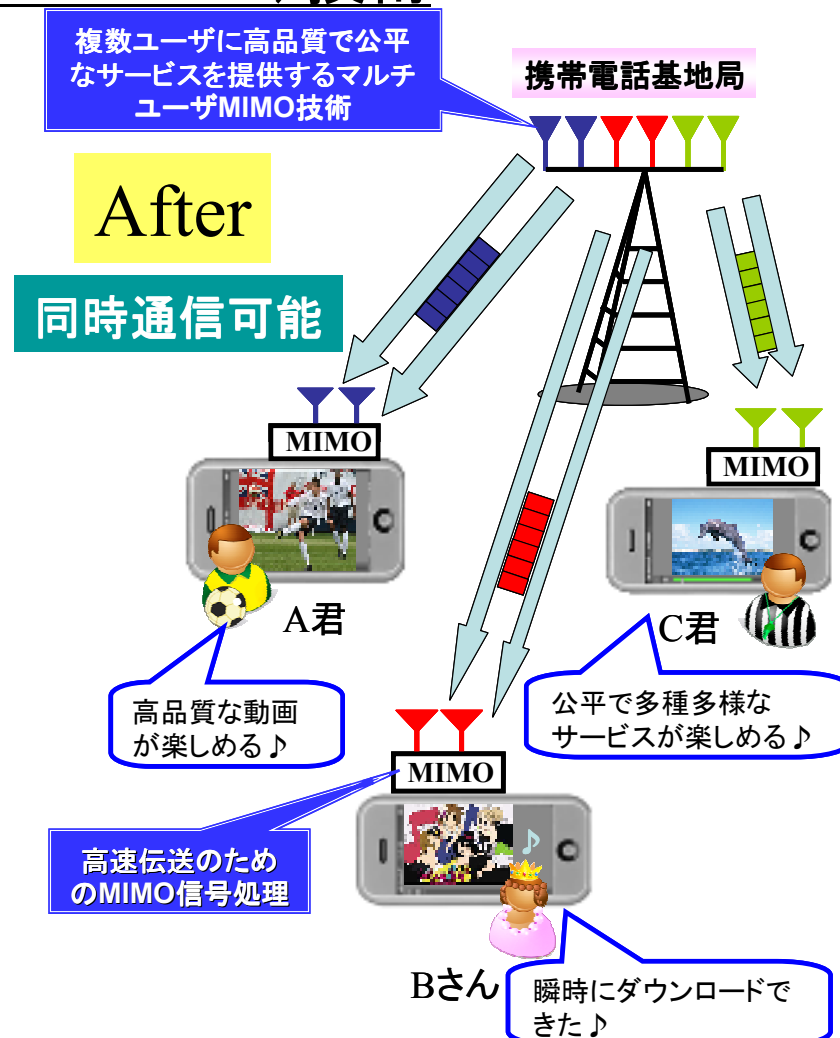 複数ユーザに高品質で公平
なサービスを提供するマルチ
ユーザMIMO技術
携帯電話基地局
After
同時通信可能
MIMO
MIMO
A君
C君
高品質な動画
が楽しめる♪
公平で多種多様な
サービスが楽しめる♪
MIMO
高速伝送のため
のMIMO信号処理
♪
Bさん
瞬時にダウンロードで
きた♪